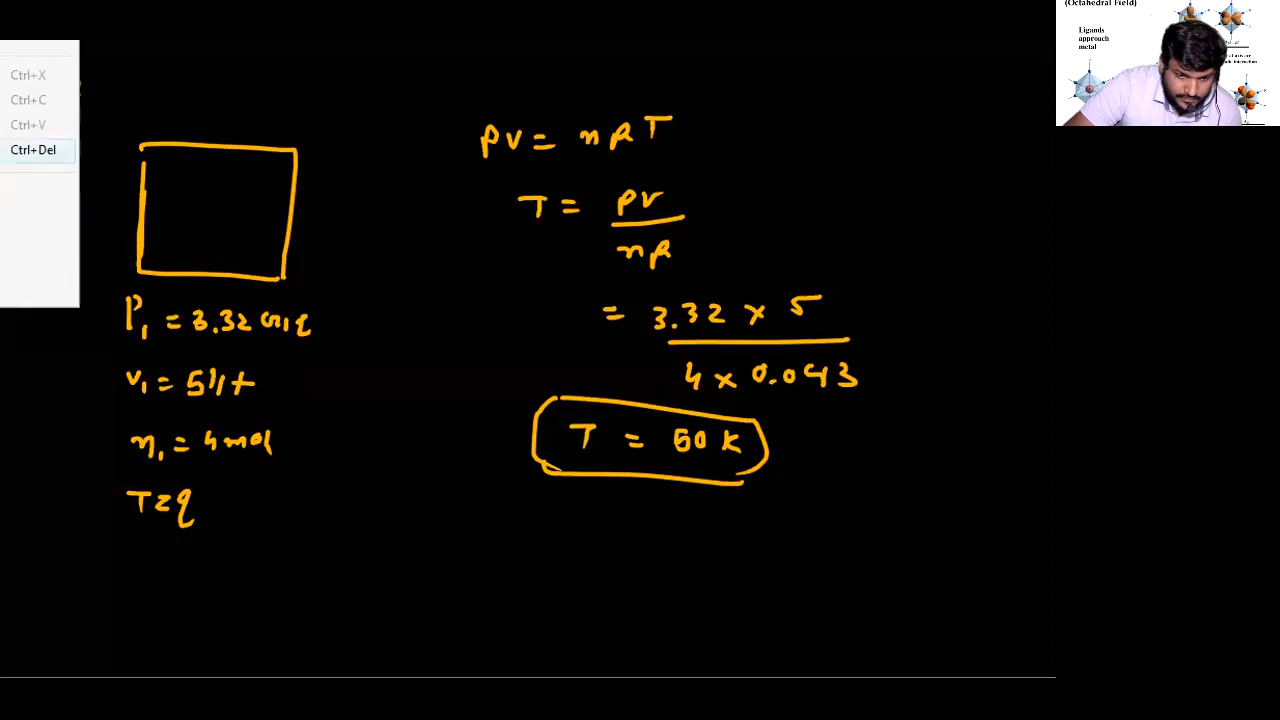 (Octahedral Field)
Ligands
approach
metal
Ctrl+X
Ctrl+C
Ctrl+V
Ctrl+Del
P₁ = 3.32
V₁ = 5 lit
n₁ = 4 mol
T =
PV = nRT
T = PV
nR
= 3.32 × 5
4 × 0.083
T = 50 K